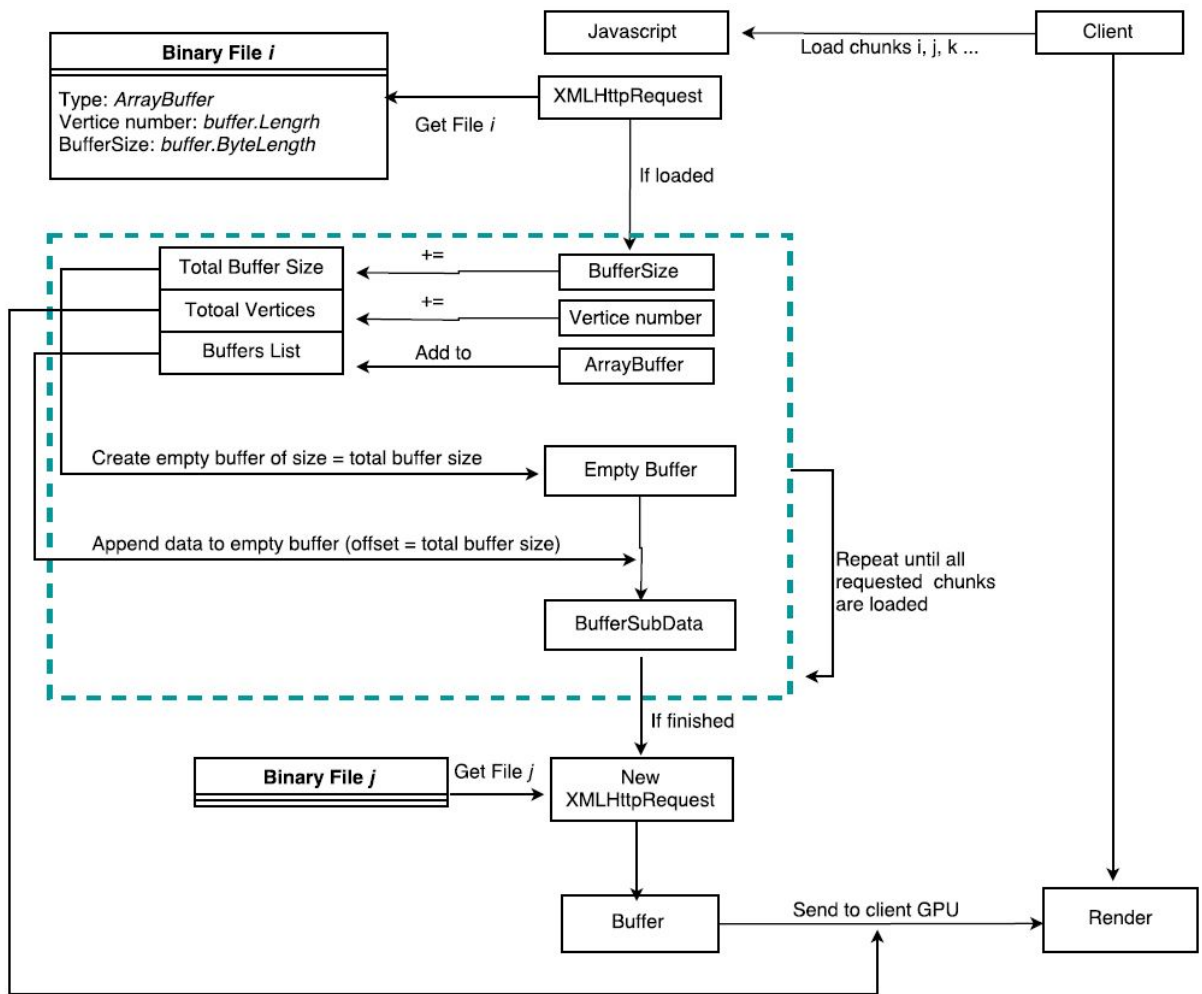 Javascript
Load chunks i, j, k ...
Client
Binary File i
Type: ArrayBuffer
Vertice number: buffer.Lengrh
BufferSize: buffer.ByteLength
XMLHttpRequest
Get File i
If loaded
Total Buffer Size
+=
BufferSize
Totoal Vertices
+=
Vertice number
Buffers List
Add to
ArrayBuffer
Create empty buffer of size = total buffer size
Empty Buffer
Append data to empty buffer (offset = total buffer size)
Repeat until all
requested chunks
are loaded
BufferSubData
If finished
Binary File j
Get File j
New
XMLHttpRequest
Buffer
Send to client GPU
Render